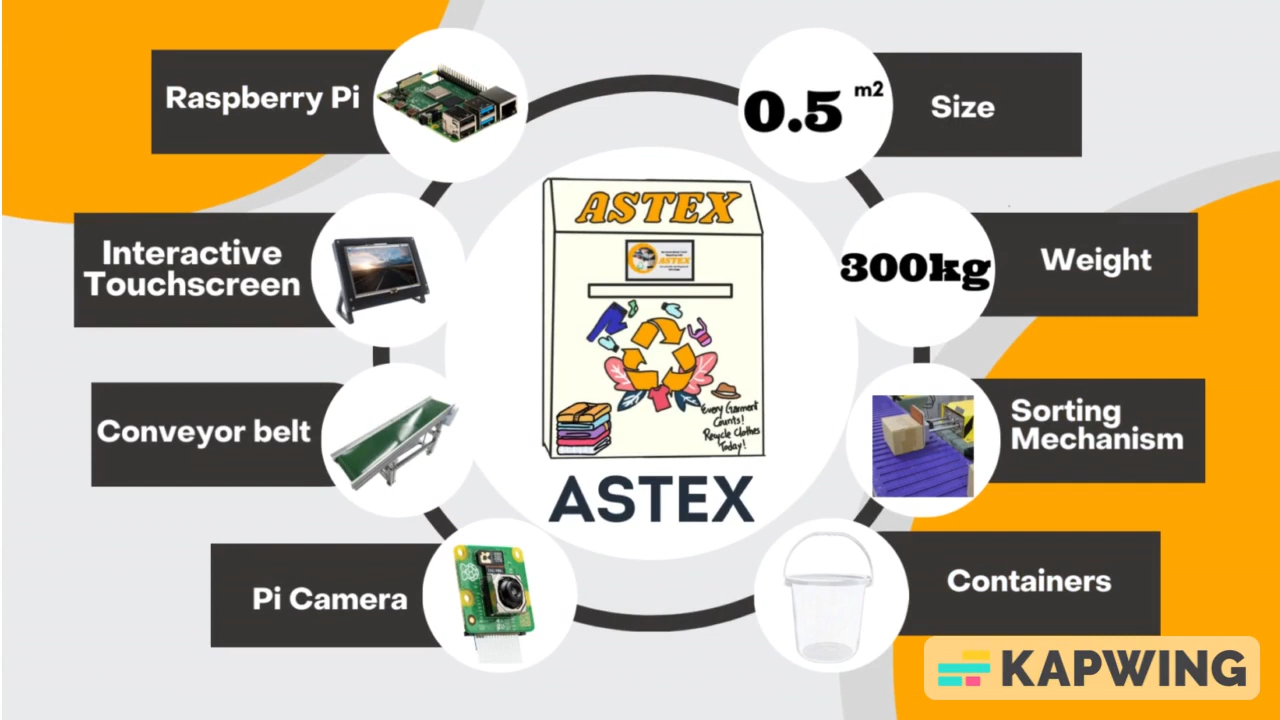 Raspberry Pi
0.5 m2
Size
ASTEX
ASTEX
Interactive
Touchscreen
300kg
Weight
Conveyor belt
Sorting
Mechanism
Every Garment
Counts!
Recycle Clothes
Today!
ASTEX
Pi Camera
Containers
KAPWING